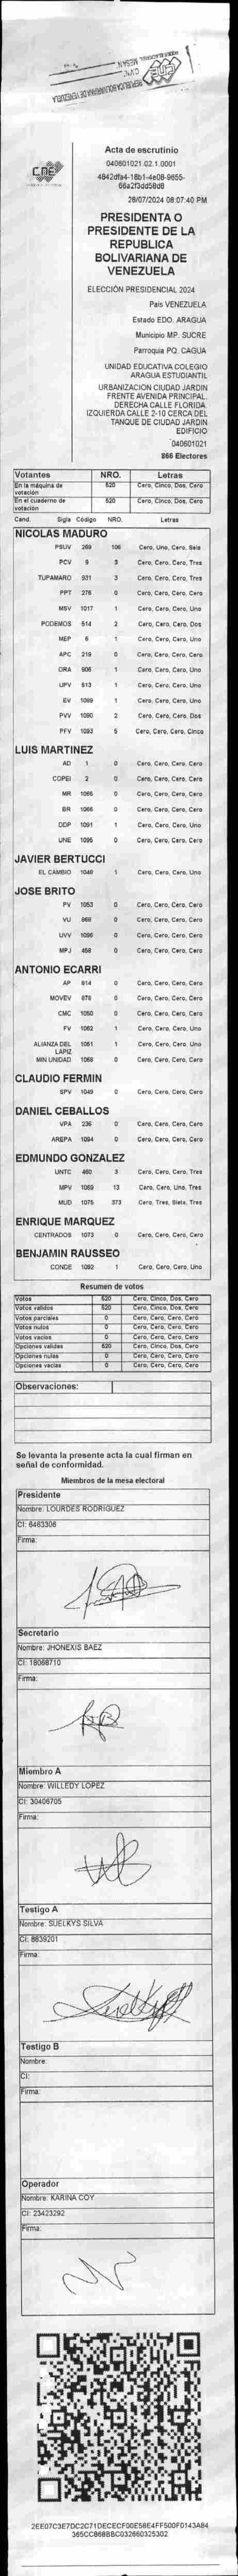 REPUBLICA BOLIVARIANA DE VENEZUELA
CNE
Acta de escrutinio
040601021.02.1.0001
4842dfa4-18b1-4e08-9655-
66a2f3dd58d8
28/07/2024 08:07:40 PM
PRESIDENTA O
PRESIDENTE DE LA
REPUBLICA
BOLIVARIANA DE
VENEZUELA
ELECCIÓN PRESIDENCIAL 2024
País VENEZUELA
Estado EDO. ARAGUA
Municipio MP. SUCRE
Parroquia PQ. CAGUA
UNIDAD EDUCATIVA COLEGIO
ARAGUA ESTUDIANTIL
URBANIZACION CIUDAD JARDIN
FRENTE AVENIDA PRINCIPAL.
DERECHA CALLE FLORIDA.
IZQUIERDA CALLE 2-10 CERCA DEL
TANQUE DE CIUDAD JARDIN
EDIFICIO
040601021
866 Electores
Votantes NRO. Letras
En la máquina de votación 520 Cero, Cinco, Dos, Cero
En el cuaderno de votación 520 Cero, Cinco, Dos, Cero
Cand. Sigla Código NRO. Letras
NICOLAS MADURO
PSUV 269 106 Cero, Uno, Cero, Seis
PCV 9 3 Cero, Cero, Cero, Tres
TUPAMARO 931 3 Cero, Cero, Cero, Tres
PPT 276 0 Cero, Cero, Cero, Cero
MSV 1017 1 Cero, Cero, Cero, Uno
PODEMOS 514 2 Cero, Cero, Cero, Dos
MEP 6 1 Cero, Cero, Cero, Uno
APC 219 0 Cero, Cero, Cero, Cero
ORA 906 1 Cero, Cero, Cero, Uno
UPV 513 1 Cero, Cero, Cero, Uno
EV 1099 1 Cero, Cero, Cero, Uno
PVV 1090 2 Cero, Cero, Cero, Dos
PFV 1093 5 Cero, Cero, Cero, Cinco
LUIS MARTINEZ
AD 1 0 Cero, Cero, Cero, Cero
COPEI 2 0 Cero, Cero, Cero, Cero
MR 1065 0 Cero, Cero, Cero, Cero
BR 1066 0 Cero, Cero, Cero, Cero
DDP 1091 1 Cero, Cero, Cero, Uno
UNE 1095 0 Cero, Cero, Cero, Cero
JAVIER BERTUCCI
EL CAMBIO 1048 1 Cero, Cero, Cero, Uno
JOSE BRITO
PV 1053 0 Cero, Cero, Cero, Cero
VU 868 0 Cero, Cero, Cero, Cero
UVV 1096 0 Cero, Cero, Cero, Cero
MPJ 458 0 Cero, Cero, Cero, Cero
ANTONIO ECARRI
AP 814 0 Cero, Cero, Cero, Cero
MOVEV 878 0 Cero, Cero, Cero, Cero
CMC 1050 0 Cero, Cero, Cero, Cero
FV 1062 1 Cero, Cero, Cero, Uno
ALIANZA DEL LAPIZ 1061 1 Cero, Cero, Cero, Uno
MIN UNIDAD 1068 0 Cero, Cero, Cero, Cero
CLAUDIO FERMIN
SPV 1049 0 Cero, Cero, Cero, Cero
DANIEL CEBALLOS
VPA 236 0 Cero, Cero, Cero, Cero
AREPA 1094 0 Cero, Cero, Cero, Cero
EDMUNDO GONZALEZ
UNTC 460 3 Cero, Cero, Cero, Tres
MPV 1069 13 Cero, Cero, Uno, Tres
MUD 1075 373 Cero, Tres, Siete, Tres
ENRIQUE MARQUEZ
CENTRADOS 1073 0 Cero, Cero, Cero, Cero
BENJAMIN RAUSSEO
CONDE 1092 1 Cero, Cero, Cero, Uno
Resumen de votos
Votos 520 Cero, Cinco, Dos, Cero
Votos validos 520 Cero, Cinco, Dos, Cero
Votos parciales 0 Cero, Cero, Cero, Cero
Votos nulos 0 Cero, Cero, Cero, Cero
Votos vacios 0 Cero, Cero, Cero, Cero
Opciones validas 520 Cero, Cinco, Dos, Cero
Opciones nulas 0 Cero, Cero, Cero, Cero
Opciones vacias 0 Cero, Cero, Cero, Cero
Observaciones:
Se levanta la presente acta la cual firman en
señal de conformidad.
Miembros de la mesa electoral
Presidente
Nombre: LOURDES RODRIGUEZ
CI: 6463306
Firma:
Secretario
Nombre: JHONEXIS BAEZ
CI: 18068710
Firma:
Miembro A
Nombre: WILLEDY LOPEZ
CI: 30406705
Firma:
Testigo A
Nombre: SUELKYS SILVA
CI: 8839201
Firma:
Testigo B
Nombre:
CI:
Firma:
Operador
Nombre: KARINA COY
CI: 23423292
Firma:
2EE07C3E7DC2C71DECECF00E58E4FF500F0143A84
365CC868BBC032660325302